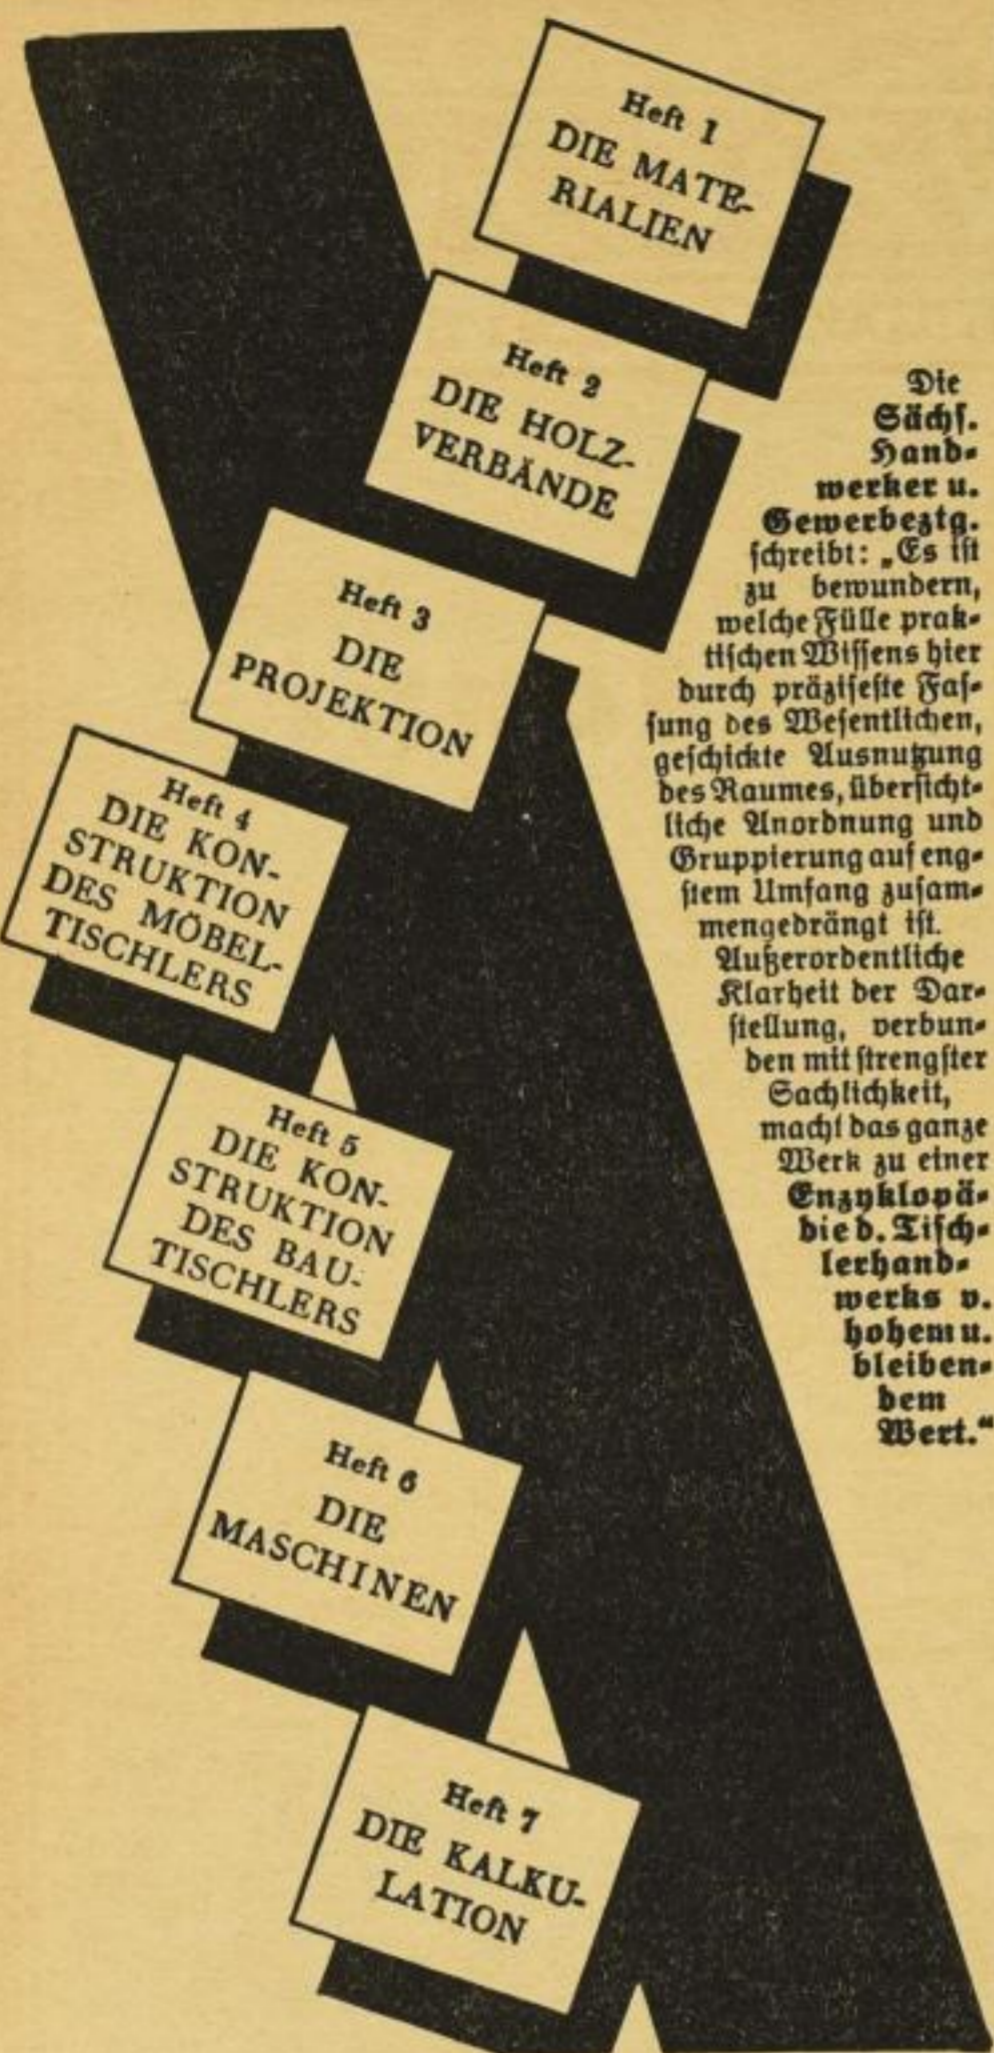 Heft 1
DIE MATE-
RIALIEN
Heft 2
DIE HOLZ-
VERBÄNDE
Heft 3
DIE
PROJEKTION
Heft 4
DIE KON-
STRUKTION
DES MÖBEL-
TISCHLERS
Heft 5
DIE KON-
STRUKTION
DES BAU-
TISCHLERS
Heft 6
DIE
MASCHINEN
Heft 7
DIE KALKU-
LATION
Die
Sächſ.
Hand-
werker u.
Gewerbeztg.
ſchreibt: „Es iſt
zu bewundern,
welche Fülle prak-
tiſchen Wiſſens hier
durch präziſeſte Faſ-
ſung des Weſentlichen,
geſchickte Ausnutzung
des Raumes, überſicht-
liche Anordnung und
Gruppierung auf eng-
ſtem Umfang zuſam-
mengedrängt iſt.
Außerordentliche
Klarheit der Dar-
ſtellung, verbun-
den mit ſtrengſter
Sachlichkeit,
macht das ganze
Werk zu einer
Enzyklopä-
die d. Tiſch-
lerhand-
werks v.
hohem u.
bleiben-
dem
Wert.“